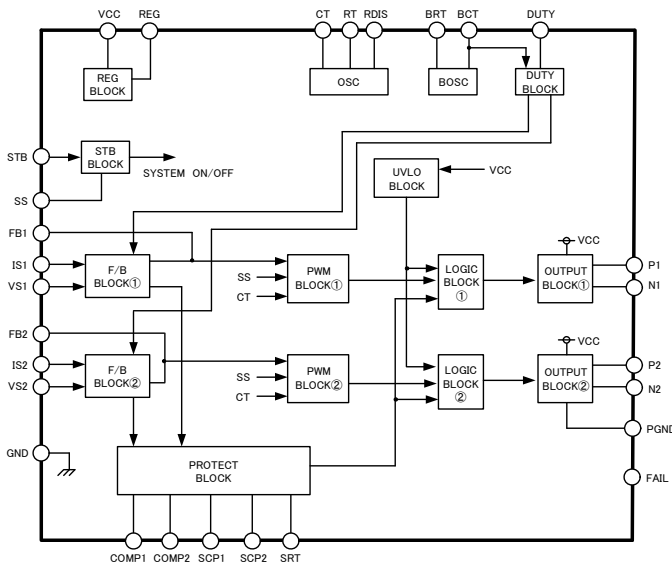 VCC REG CT RT RDIS BRT BCT DUTY
REG
BLOCK
OSC
BOSC
DUTY
BLOCK
STB
STB
BLOCK
SYSTEM ON/OFF
UVLO
BLOCK
VCC
SS
FB1
IS1
VS1
F/B
BLOCK①
SS
CT
PWM
BLOCK①
LOGIC
BLOCK
①
VCC
OUTPUT
BLOCK①
P1
N1
FB2
IS2
VS2
F/B
BLOCK②
SS
CT
PWM
BLOCK②
LOGIC
BLOCK
②
VCC
OUTPUT
BLOCK②
P2
N2
PGND
GND
PROTECT
BLOCK
FAIL
COMP1 COMP2 SCP1 SCP2 SRT